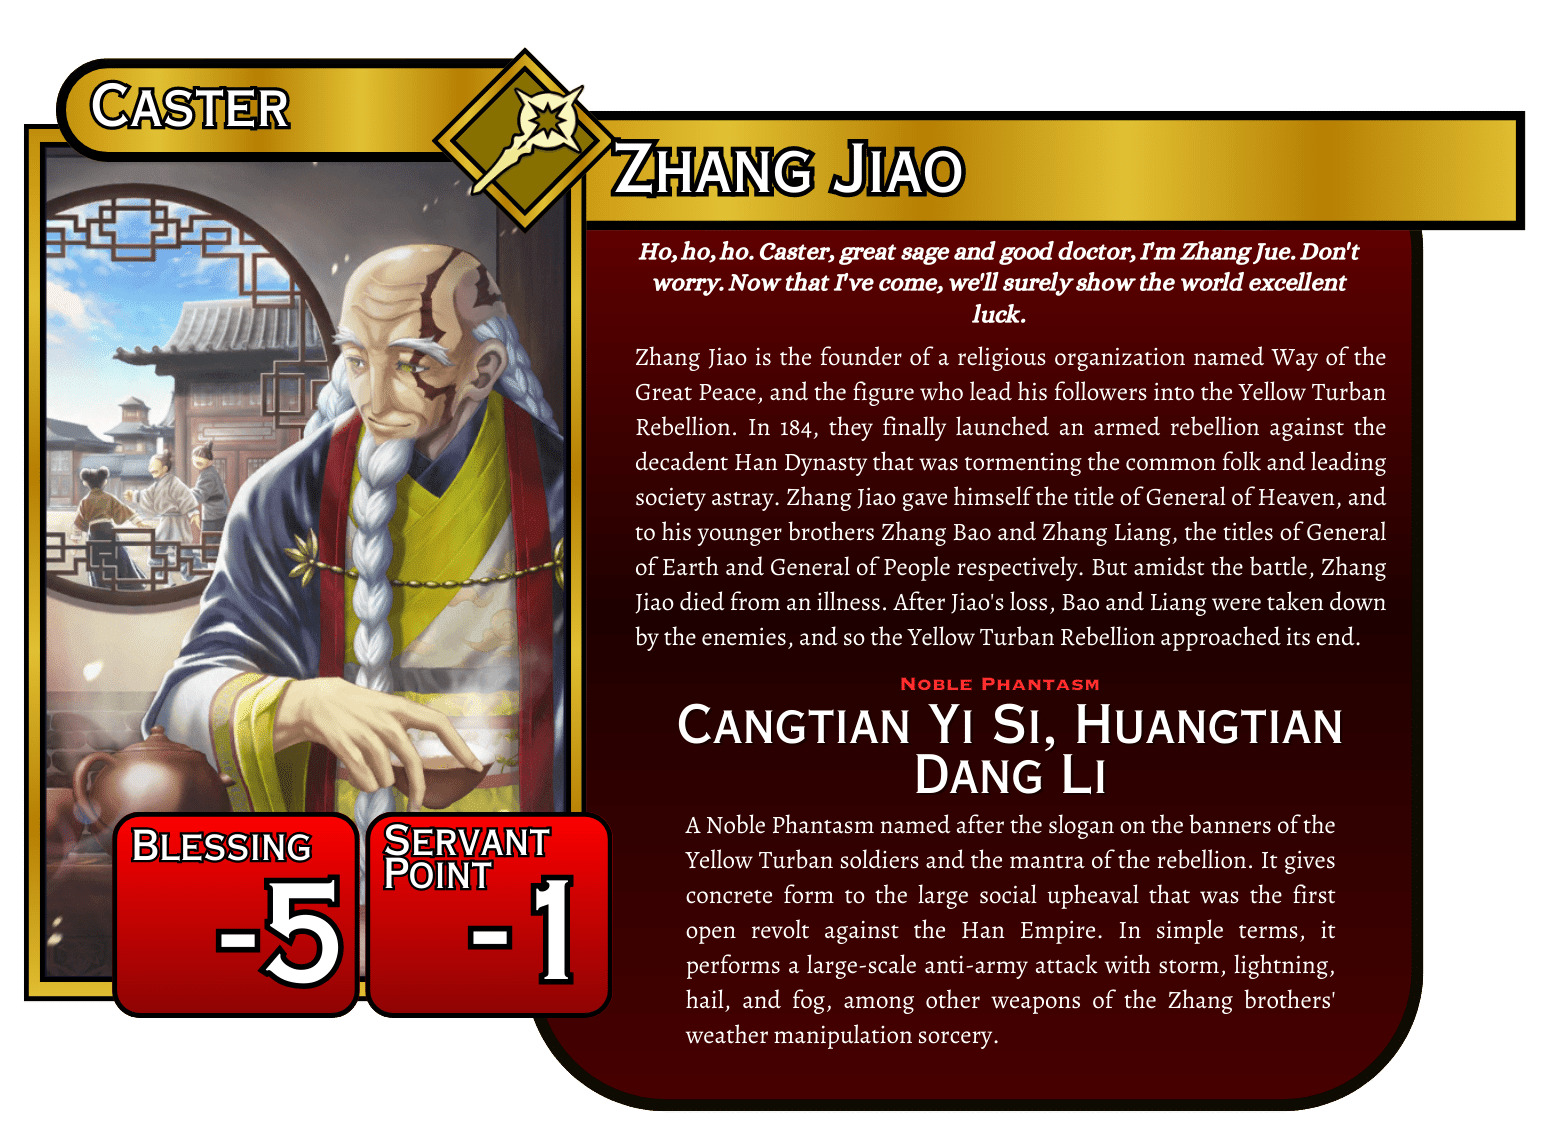 Caster
Zhang Jiao
Ho, ho, ho. Caster, great sage and good doctor, I'm Zhang Jue. Don't
worry. Now that I've come, we'll surely show the world excellent
luck.
Zhang Jiao is the founder of a religious organization named Way of the
Great Peace, and the figure who lead his followers into the Yellow Turban
Rebellion. In 184, they finally launched an armed rebellion against the
decadent Han Dynasty that was tormenting the common folk and leading
society astray. Zhang Jiao gave himself the title of General of Heaven, and
to his younger brothers Zhang Bao and Zhang Liang, the titles of General
of Earth and General of People respectively. But amidst the battle, Zhang
Jiao died from an illness. After Jiao's loss, Bao and Liang were taken down
by the enemies, and so the Yellow Turban Rebellion approached its end.
Noble Phantasm
Cangtian Yi Si, Huangtian
Dang Li
A Noble Phantasm named after the slogan on the banners of the
Yellow Turban soldiers and the mantra of the rebellion. It gives
concrete form to the large social upheaval that was the first
open revolt against the Han Empire. In simple terms, it
performs a large-scale anti-army attack with storm, lightning,
hail, and fog, among other weapons of the Zhang brothers'
weather manipulation sorcery.
Blessing
-5
Servant
Point
-1